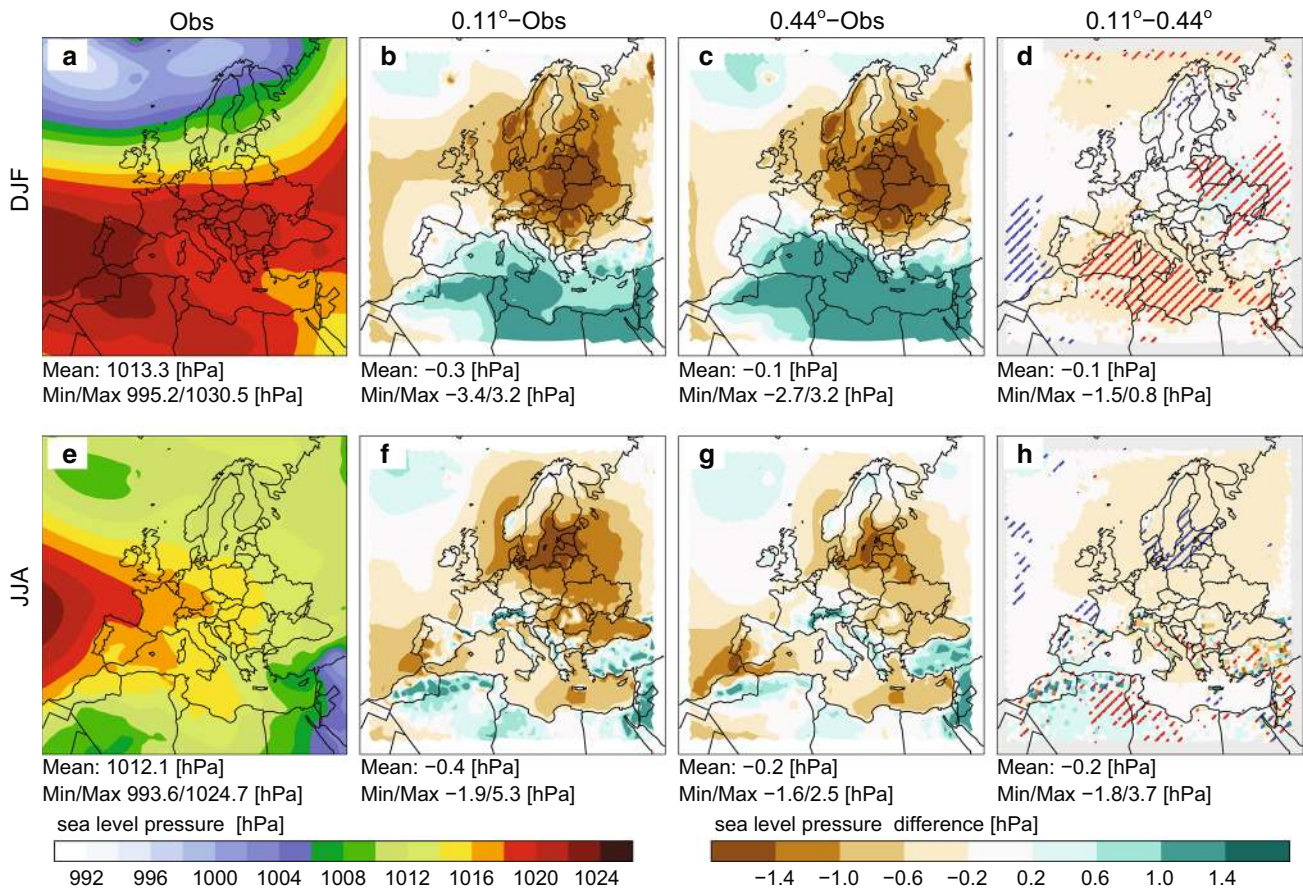 Obs 0.11°−Obs 0.44°−Obs 0.11°−0.44°
DJF
a b c d
Mean: 1013.3 [hPa] Mean: −0.3 [hPa] Mean: −0.1 [hPa] Mean: −0.1 [hPa]
Min/Max 995.2/1030.5 [hPa] Min/Max −3.4/3.2 [hPa] Min/Max −2.7/3.2 [hPa] Min/Max −1.5/0.8 [hPa]
JJA
e f g h
Mean: 1012.1 [hPa] Mean: −0.4 [hPa] Mean: −0.2 [hPa] Mean: −0.2 [hPa]
Min/Max 993.6/1024.7 [hPa] Min/Max −1.9/5.3 [hPa] Min/Max −1.6/2.5 [hPa] Min/Max −1.8/3.7 [hPa]
sea level pressure [hPa] sea level pressure difference [hPa]
992 996 1000 1004 1008 1012 1016 1020 1024 −1.4 −1.0 −0.6 −0.2 0.2 0.6 1.0 1.4